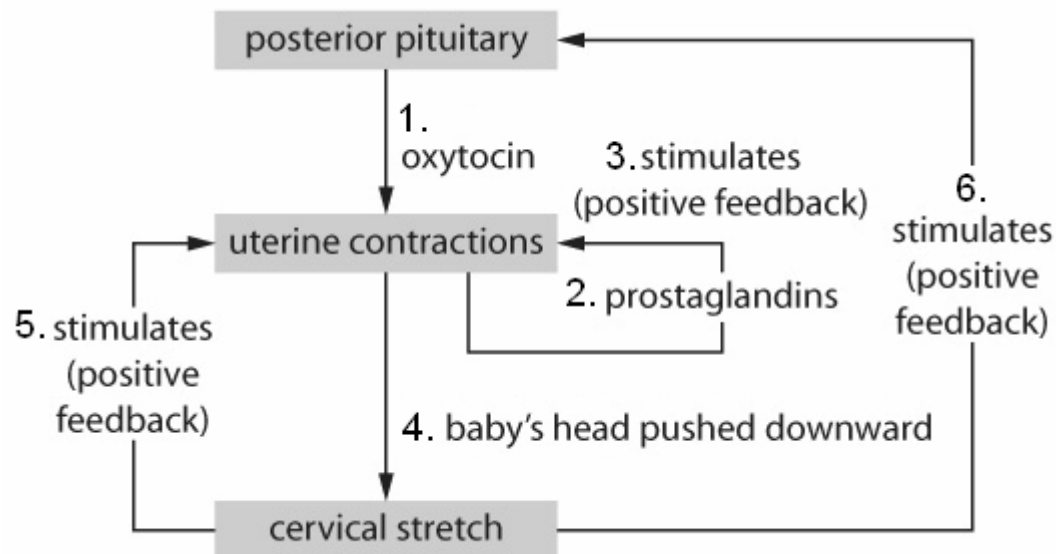 posterior pituitary
1.
oxytocin
3. stimulates
(positive feedback)
6.
stimulates
(positive
feedback)
uterine contractions
2. prostaglandins
5. stimulates
(positive
feedback)
4. baby's head pushed downward
cervical stretch